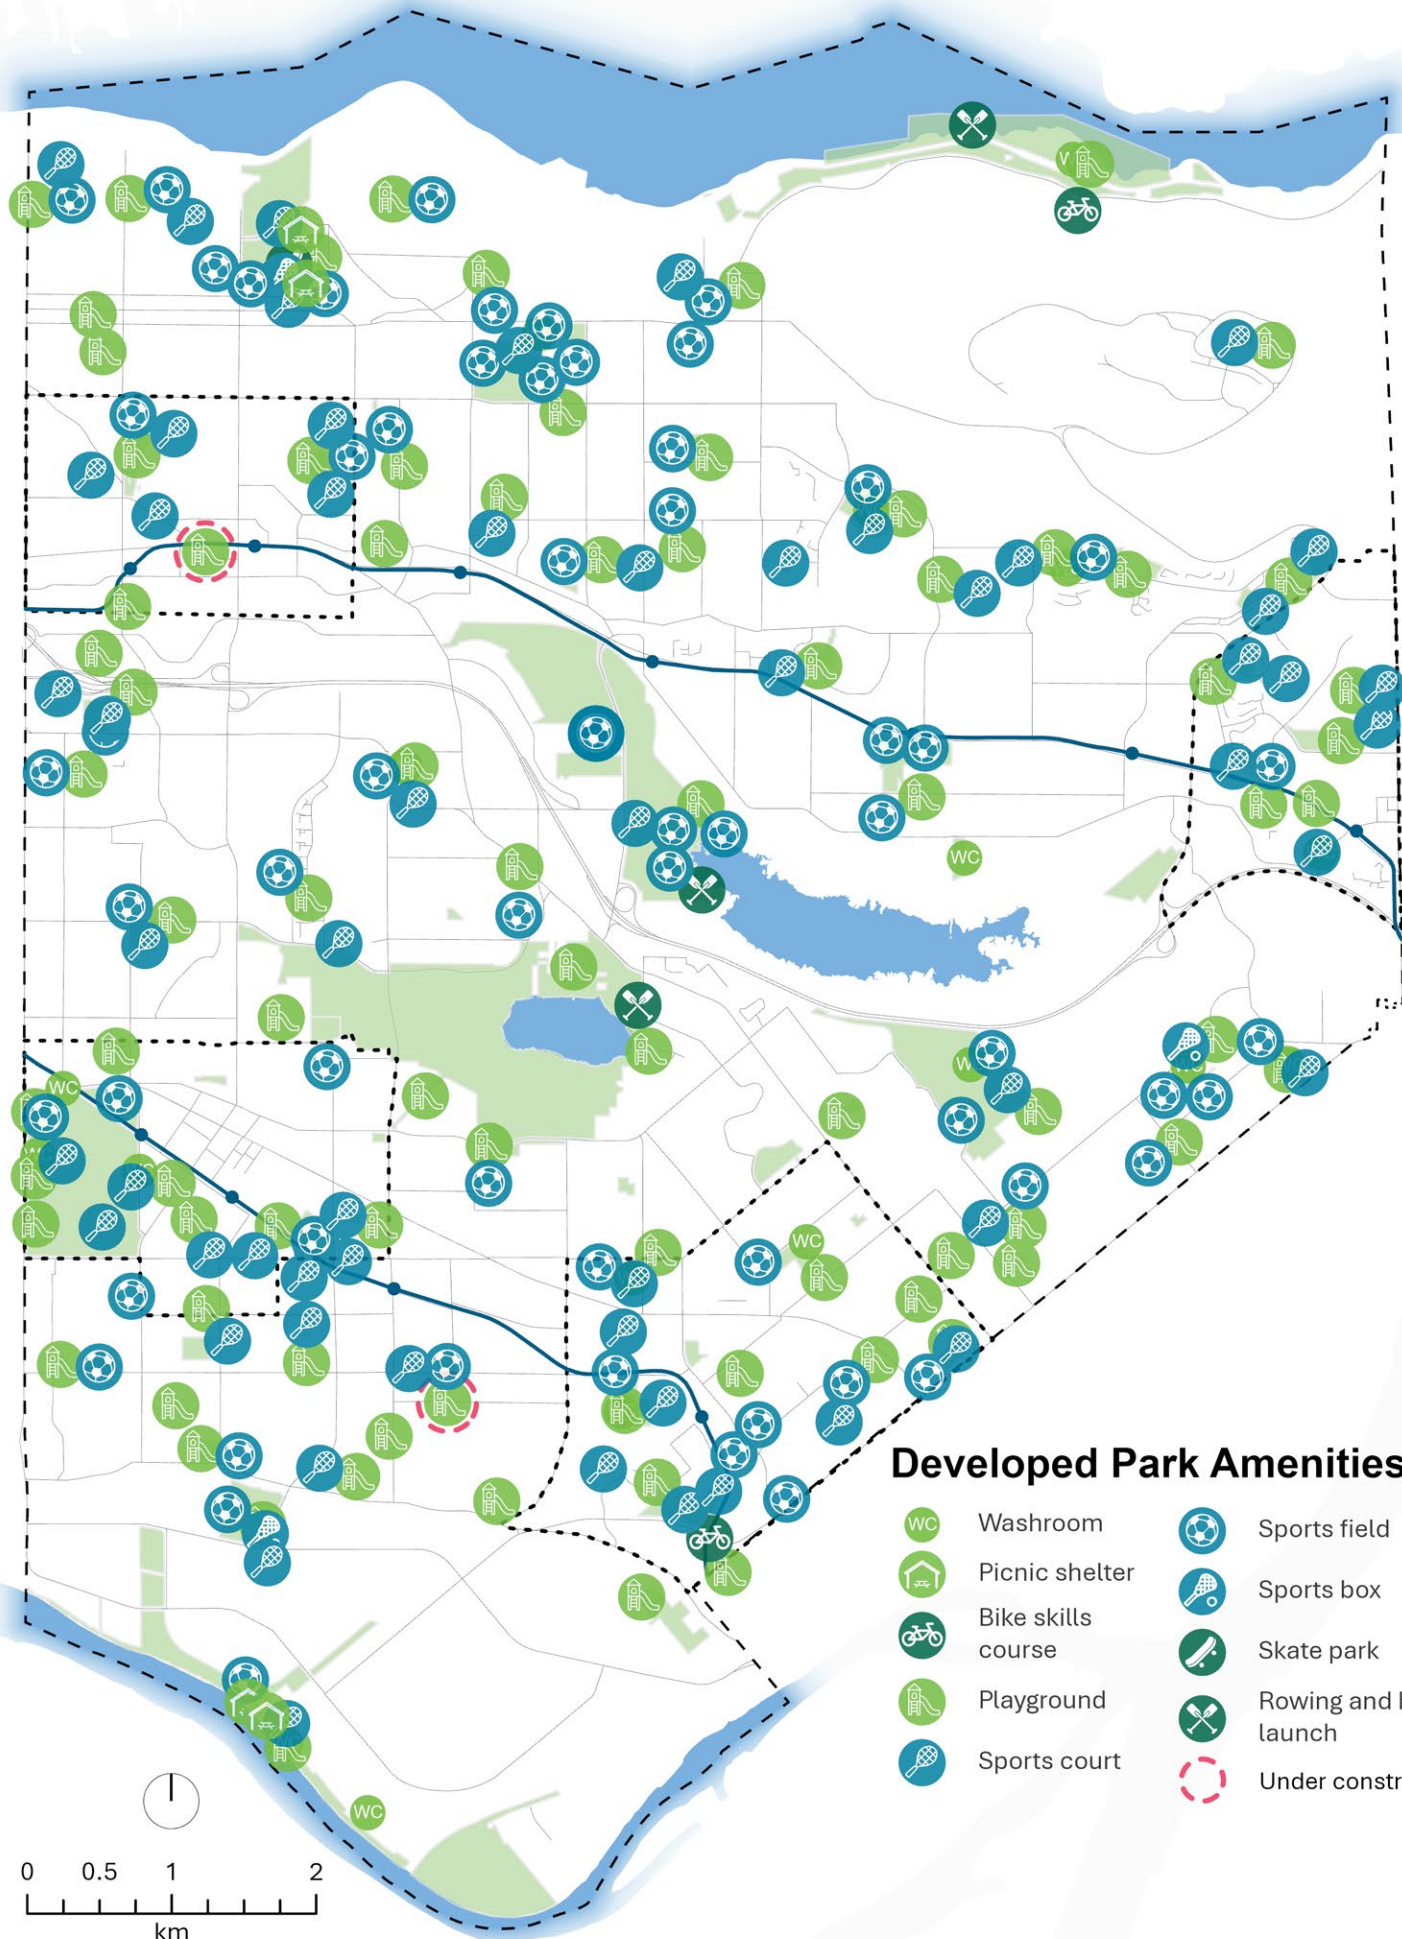 WC
WC
WC
WC
WC
Developed Park Amenities
WC Washroom
Picnic shelter
Bike skills
course
Playground
Sports court
Sports field
Sports box
Skate park
Rowing and
launch
Under
0 0.5 1 2
km